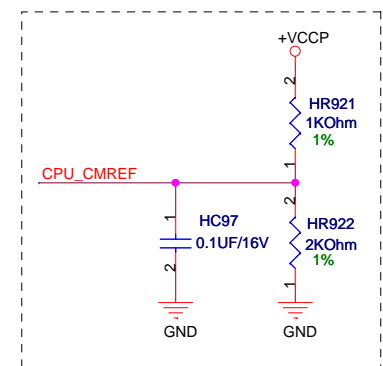 +VCCP
2
HR921
1KOhm
1%
1
CPU_CMREF
1
HC97
0.1UF/16V
2
2
HR922
2KOhm
1%
1
GND
GND